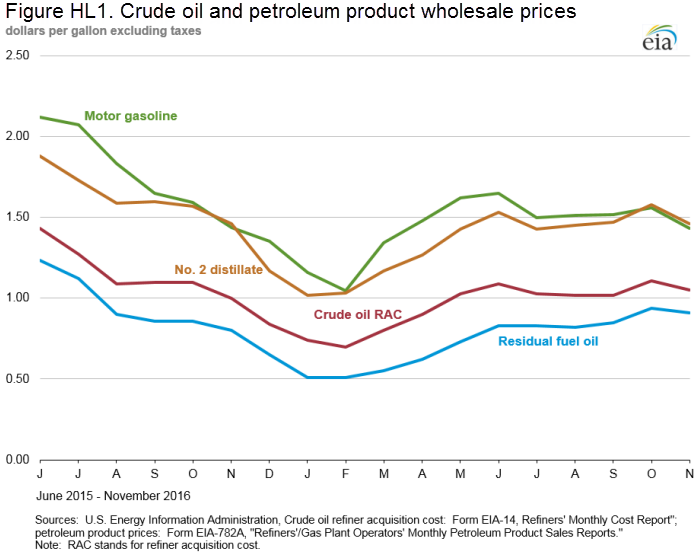 Figure HL1. Crude oil and petroleum product wholesale prices
dollars per gallon excluding taxes
eia
2.50
Motor gasoline
2.00
1.50
No. 2 distillate
1.00
Crude oil RAC
Residual fuel oil
0.50
0.00
J J A S O N D J F M A M J J A S O N
June 2015 - November 2016
Sources: U.S. Energy Information Administration, Crude oil refiner acquisition cost: Form EIA-14, Refiners' Monthly Cost Report";
petroleum product prices: Form EIA-782A, "Refiners'/Gas Plant Operators' Monthly Petroleum Product Sales Reports."
Note: RAC stands for refiner acquisition cost.